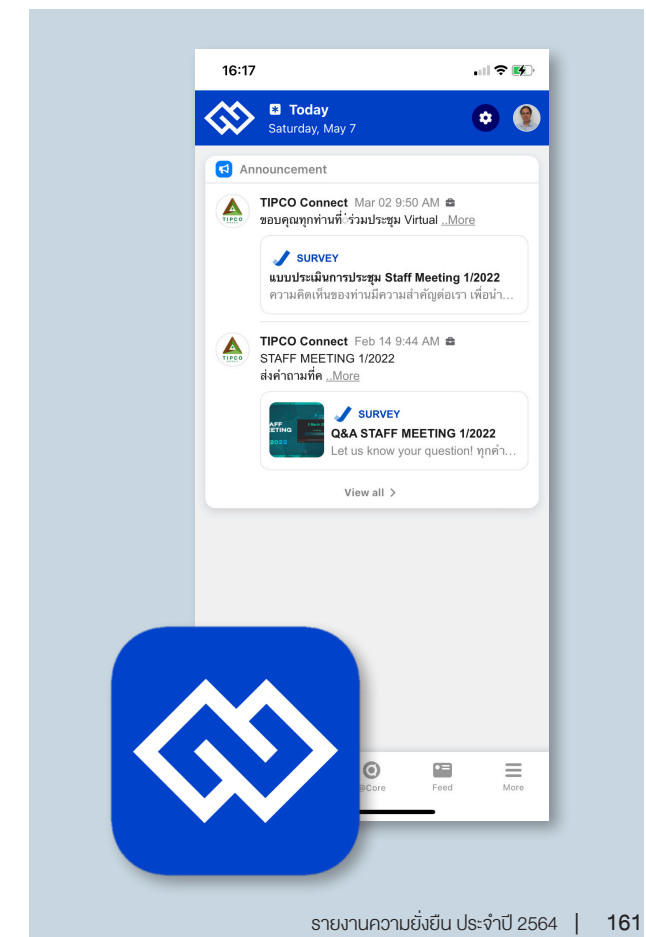 16:17
Today
Saturday, May 7
Announcement
TIPCO Connect Mar 02 9:50 AM
ขอบคุณทุกท่านที่ร่วมประชุม Virtual ..More
SURVEY
แบบประเมินการประชุม Staff Meeting 1/2022
ความคิดเห็นของท่านมีความสำคัญต่อเรา เพื่อนำ...
TIPCO
TIPCO Connect Feb 14 9:44 AM
STAFF MEETING 1/2022
ส่งคำถามที่ค ..More
TIPCO
SURVEY
Q&A STAFF MEETING 1/2022
Let us know your question! ทุกคำ...
View all >
Core
Feed
More
รายงานความยั่งยืน ประจำปี 2564 | 161